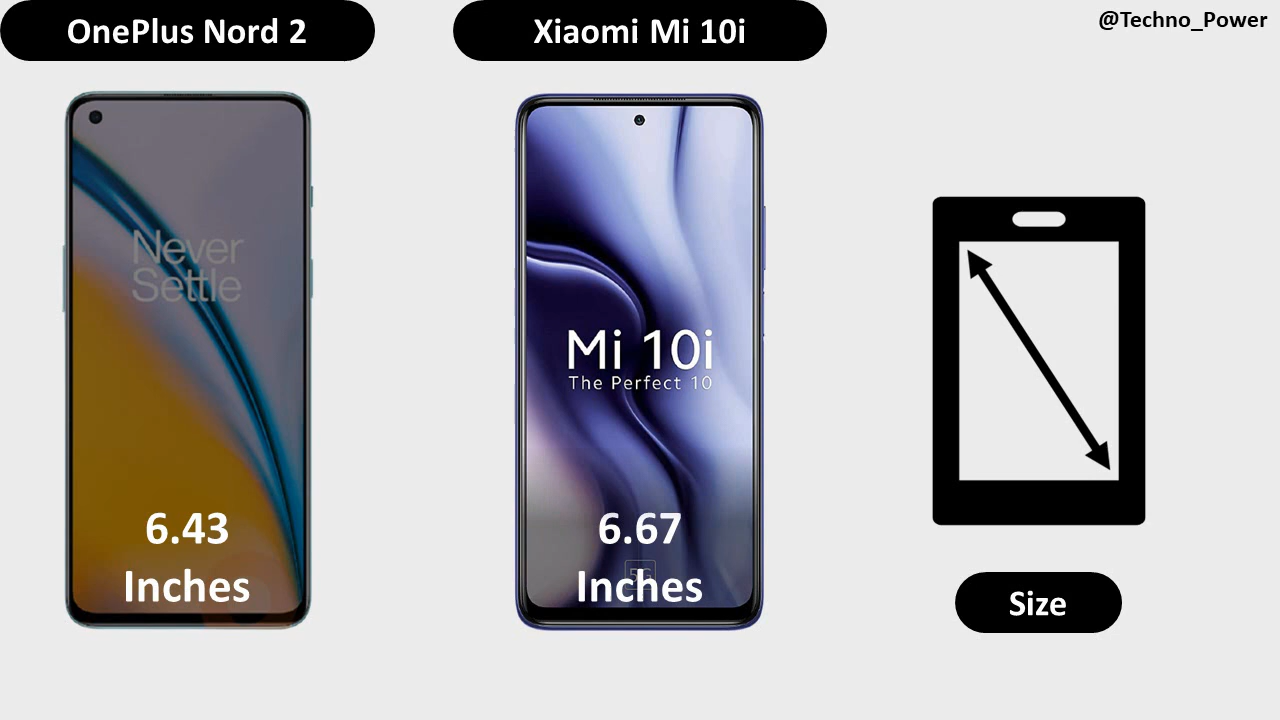 OnePlus Nord 2
Xiaomi Mi 10i
@Techno_Power
Never
Settle
Mi 10i
The Perfect 10
6.43
Inches
6.67
5G
Inches
Size